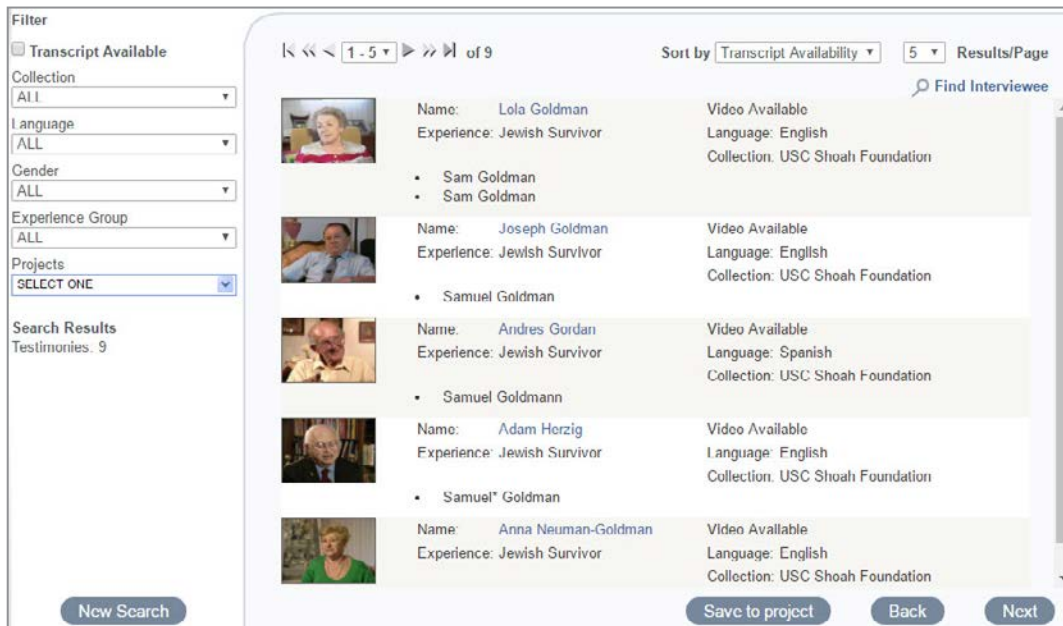 Filter
Transcript Available
Collection
ALL
Language
ALL
Gender
ALL
Experience Group
ALL
Projects
SELECT ONE
Search Results
Testimonies: 9
New Search
1 - 5 of 9
Sort by Transcript Availability 5 Results/Page
Find Interviewee
Name: Lola Goldman Video Available
Experience: Jewish Survivor Language: English
Collection: USC Shoah Foundation
• Sam Goldman
• Sam Goldman
Name: Joseph Goldman Video Available
Experience: Jewish Survivor Language: English
Collection: USC Shoah Foundation
• Samuel Goldman
Name: Andres Gordan Video Available
Experience: Jewish Survivor Language: Spanish
Collection: USC Shoah Foundation
• Samuel Goldmann
Name: Adam Herzig Video Available
Experience: Jewish Survivor Language: English
Collection: USC Shoah Foundation
• Samuel* Goldman
Name: Anna Neuman-Goldman Video Available
Experience: Jewish Survivor Language: English
Collection: USC Shoah Foundation
Save to project Back Next